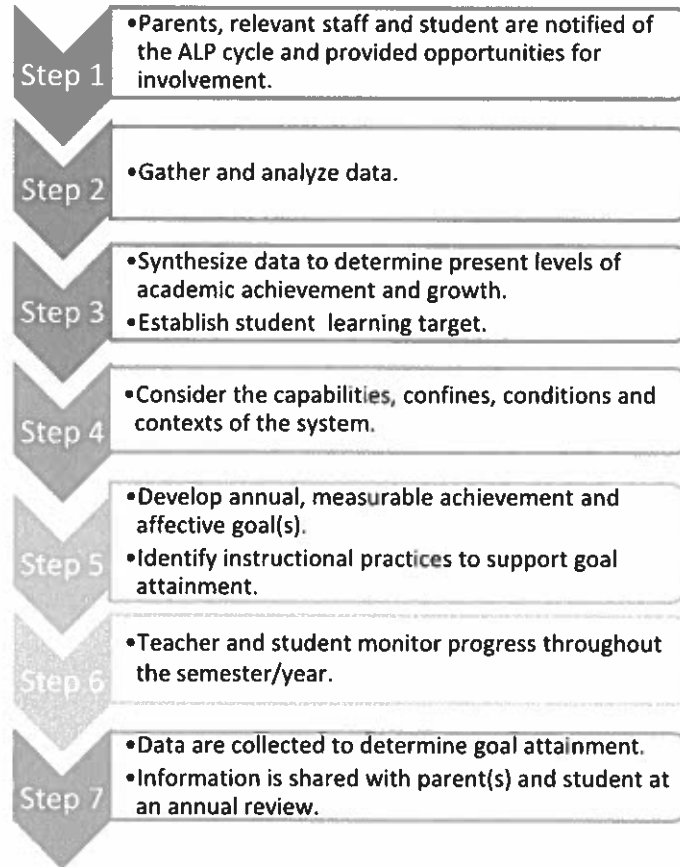 Step 1
•Parents, relevant staff and student are notified of
the ALP cycle and provided opportunities for
involvement.
Step 2
•Gather and analyze data.
Step 3
•Synthesize data to determine present levels of
academic achievement and growth.
•Establish student learning target.
Step 4
•Consider the capabilities, confines, conditions and
contexts of the system.
Step 5
•Develop annual, measurable achievement and
affective goal(s).
•Identify instructional practices to support goal
attainment.
Step 6
•Teacher and student monitor progress throughout
the semester/year.
Step 7
•Data are collected to determine goal attainment.
•Information is shared with parent(s) and student at
an annual review.